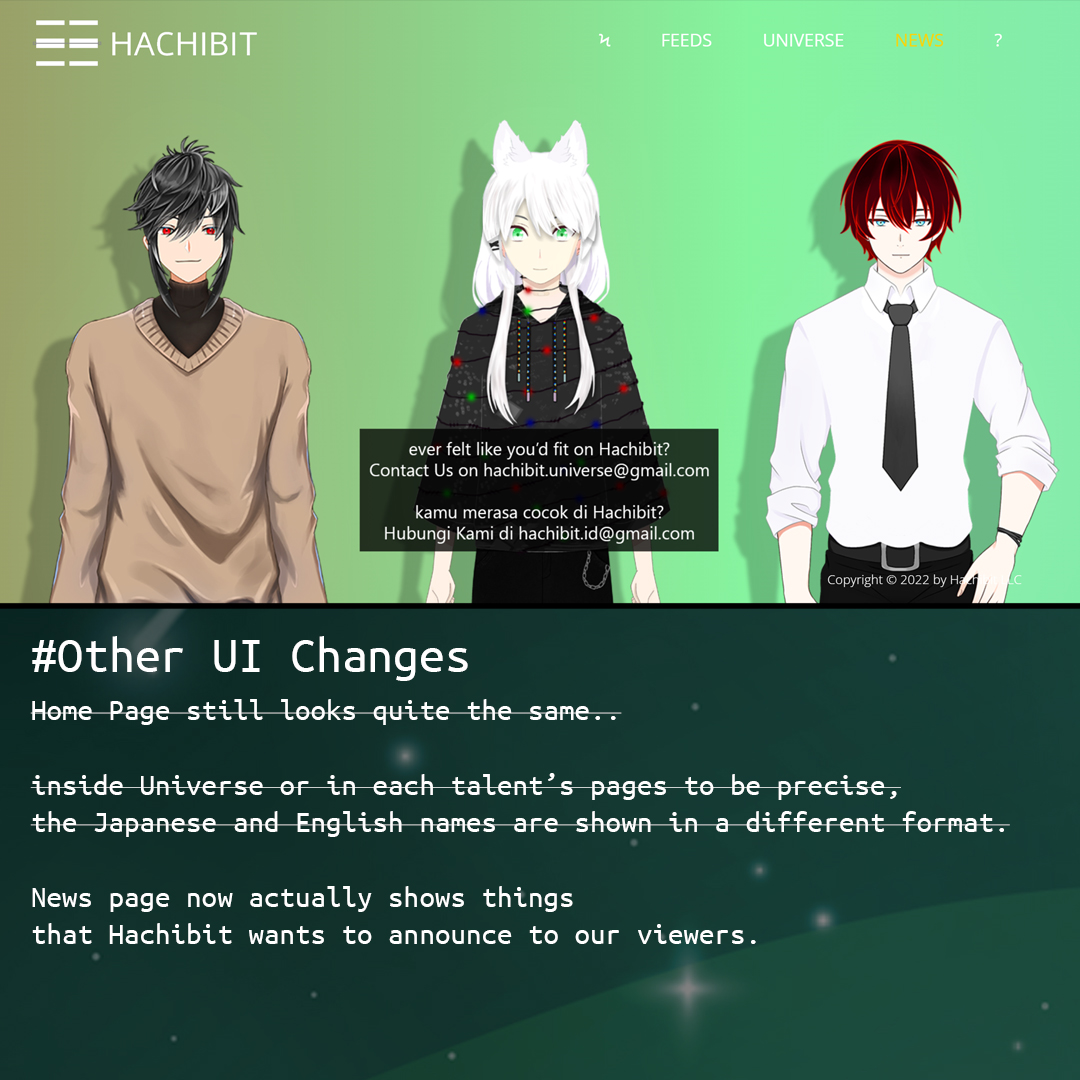 HACHIBIT
FEEDS UNIVERSE NEWS ?
ever felt like you'd fit on Hachibit?
Contact Us on hachibit.universe@gmail.com
kamu merasa cocok di Hachibit?
Hubungi Kami di hachibit.id@gmail.com
Copyright © 2022 by
#Other UI Changes
Home Page still looks quite the same..
inside Universe or in each talent’s pages to be precise,
the Japanese and English names are shown in a different format.
News page now actually shows things
that Hachibit wants to announce to our viewers.